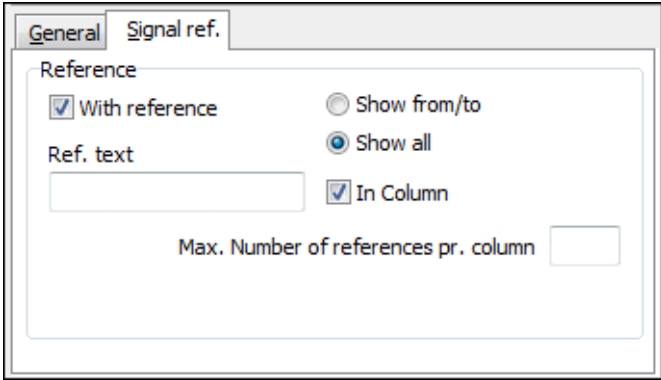 General Signal ref.
Reference
With reference
Show from/to
Show all
Ref. text
In Column
Max. Number of references pr. column